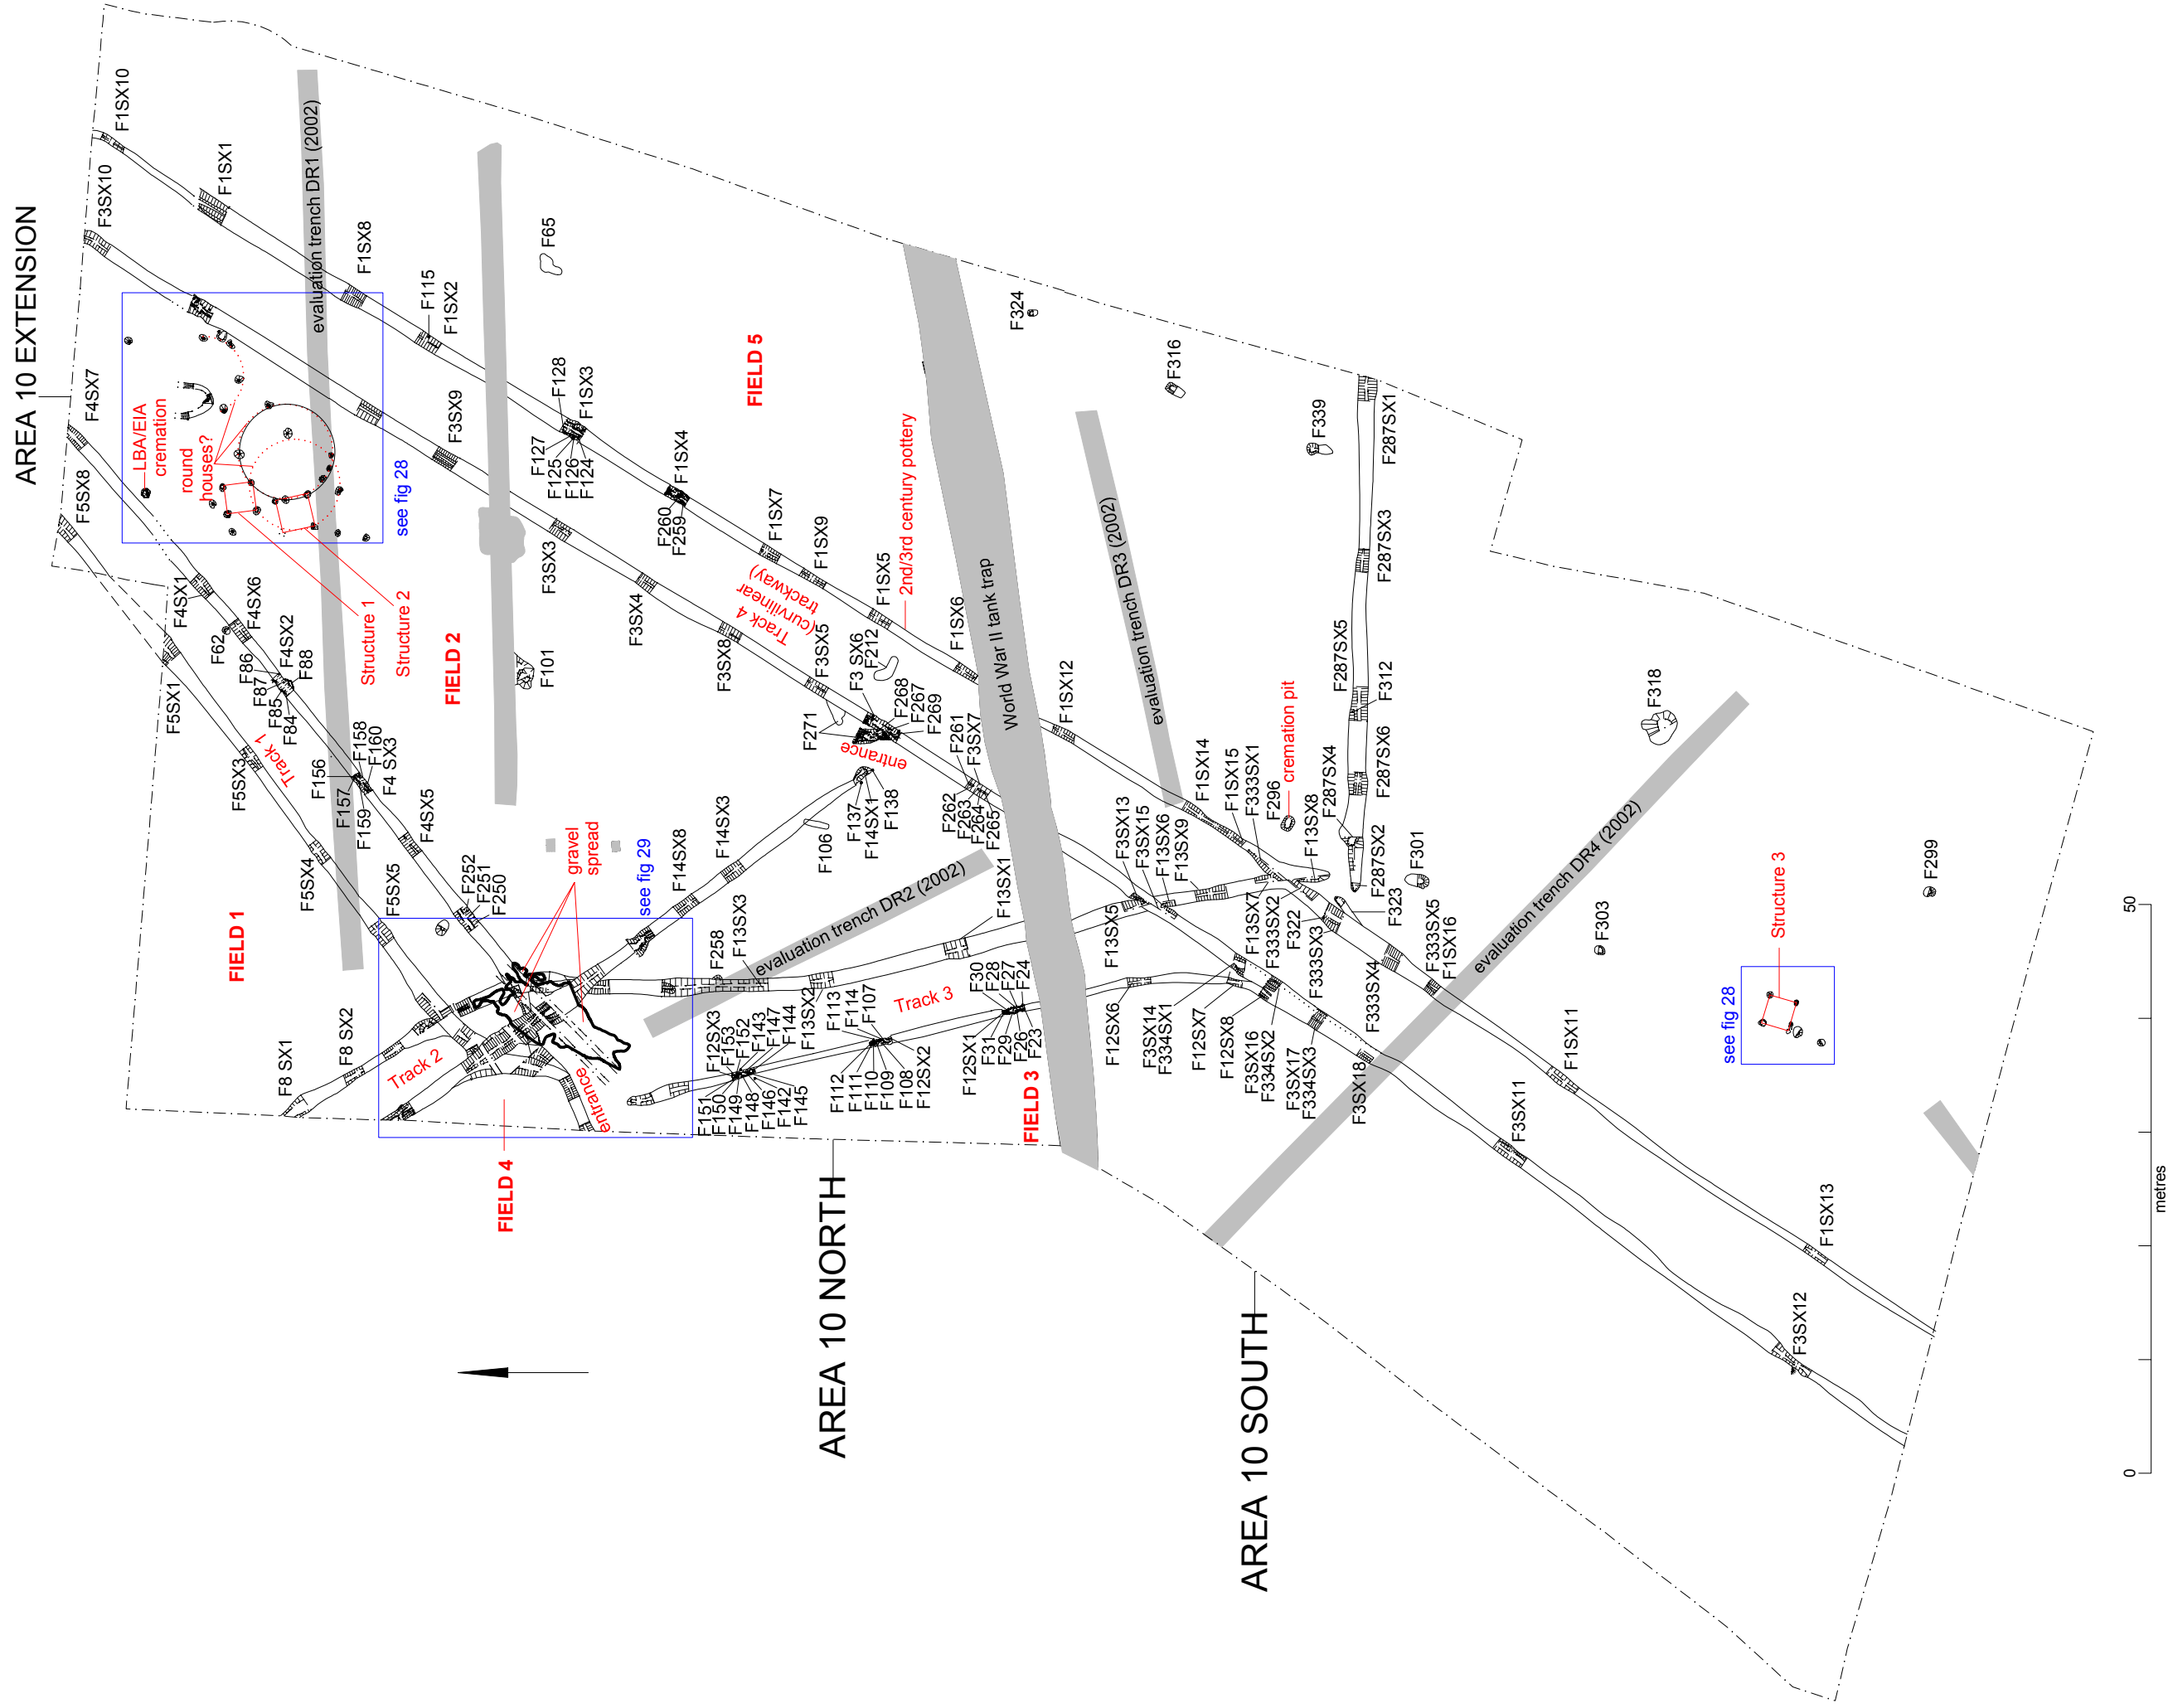 AREA 10 EXTENSION
F1SX10
F3SX10
F1SX1
F4SX7
F5SX8
LBA/EIA
cremation
round
houses?
evaluation trench DR1 (2002)
F1SX8
F115
F1SX2
F65
see fig 28
F3SX9
F4SX1
F4SX6
F62
F86
F87
F85
F84
F4SX2
F88
F5SX1
F5SX3
Track 1
Structure 1
Structure 2
FIELD 2
F128
F1SX3
F127
F125
F126
F124
F3SX3
F101
F1SX4
F260
F259
FIELD 5
F156
F157
F159
F158
F160
F4 SX3
F4SX5
F5SX4
F5SX5
FIELD 1
F252
F251
F250
gravel
spread
see fig 29
F14SX8
F14SX3
F3SX4
F3SX8
F1SX7
F1SX9
Track 4
(curvilinear
trackway)
F3SX5
F3 SX6
F212
F1SX5
2nd/3rd century pottery
F1SX6
F271
entrance
F268
F267
F269
F137
F14SX1
F138
F106
F261
F3SX7
F262
F263
F264
F265
World War II tank trap
F324
F1SX12
evaluation trench DR3 (2002)
F316
F339
F8 SX1
F8 SX2
Track 2
entrance
FIELD 4
F13SX3
F258
evaluation trench DR2 (2002)
F13SX1
F12SX3
F153
F152
F143
F147
F144
F13SX2
F151
F150
F149
F148
F146
F142
F145
F113
F114
F107
F112
F111
F110
F109
F108
F12SX2
Track 3
F30
F28
F27
F24
F12SX1
F31
F29
F26
F23
FIELD 3
F13SX5
F3SX13
F3SX15
F13SX6
F13SX9
F1SX14
F1SX15
F333SX1
F296
cremation pit
F13SX8
F287SX4
F287SX1
F287SX3
F287SX5
F312
F287SX6
F287SX2
F301
F323
F12SX6
F3SX14
F334SX1
F12SX7
F12SX8
F3SX16
F334SX2
F3SX17
F334SX3
F3SX18
F13SX7
F333SX2
F322
F333SX3
F333SX4
F333SX5
F1SX16
AREA 10 NORTH
AREA 10 SOUTH
evaluation trench DR4 (2002)
F318
F303
F299
F3SX11
F1SX11
see fig 28
Structure 3
F1SX13
F3SX12
0
50
metres